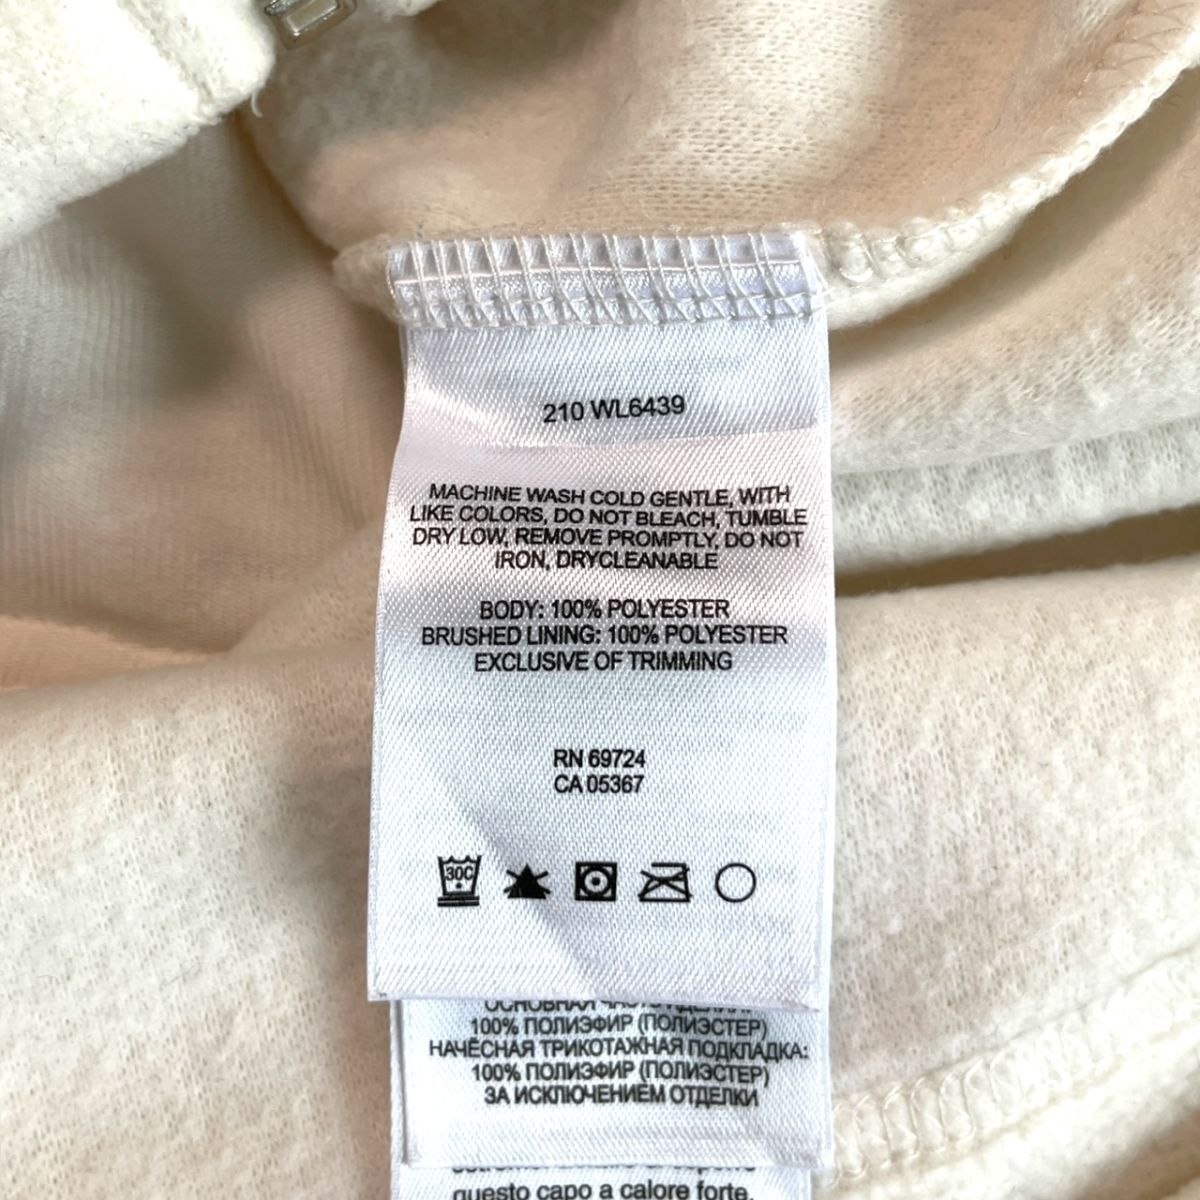 210 WL6439
MACHINE WASH COLD GENTLE, WITH
LIKE COLORS, DO NOT BLEACH, TUMBLE
DRY LOW, REMOVE PROMPTLY, DO NOT
IRON, DRYCLEANABLE
BODY: 100% POLYESTER
BRUSHED LINING: 100% POLYESTER
EXCLUSIVE OF TRIMMING
RN 69724
CA 05367
30C
ОСНОВНАЯ
100% ПОЛИЭФИР (ПОЛИЭСТЕР)
НАЧЁСНАЯ ТРИКОТАЖНАЯ ПОДКЛАДКА:
100% ПОЛИЭФИР (ПОЛИЭСТЕР)
ЗА ИСКЛЮЧЕНИЕМ ОТДЕЛКИ
questo capo a calore forte.